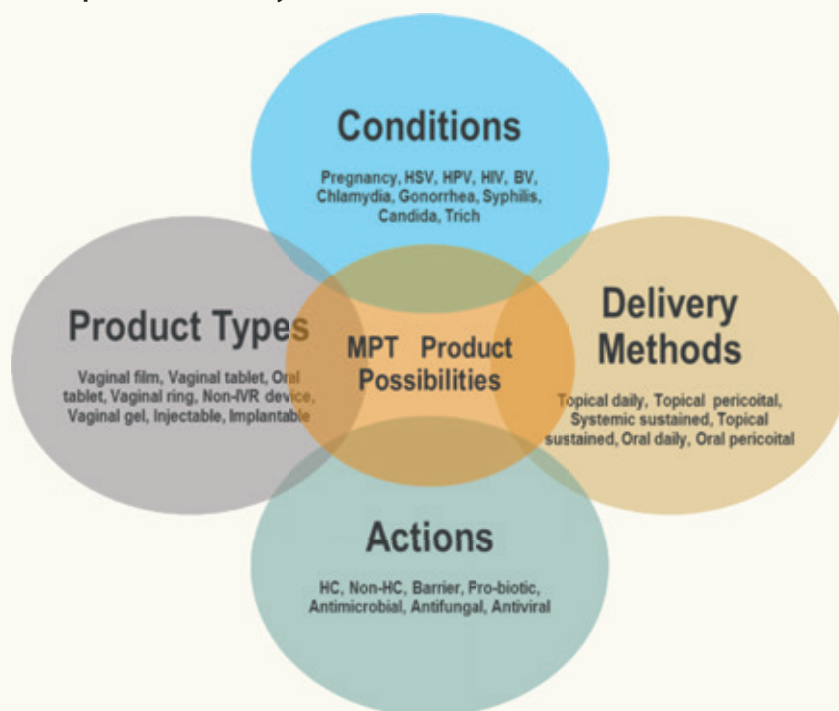 Conditions
Pregnancy, HSV, HPV, HIV, BV,
Chlamydia, Gonorrhea, Syphilis,
Candida, Trich
Product Types
Vaginal film, Vaginal tablet, Oral
tablet, Vaginal ring, Non-IVR device,
Vaginal gel, Injectable, Implantable
MPT Product
Possibilities
Delivery
Methods
Topical daily, Topical pericoital,
Systemic sustained, Topical
sustained, Oral daily, Oral pericoital
Actions
HC, Non-HC, Barrier, Pro-biotic,
Antimicrobial, Antifungal, Antiviral